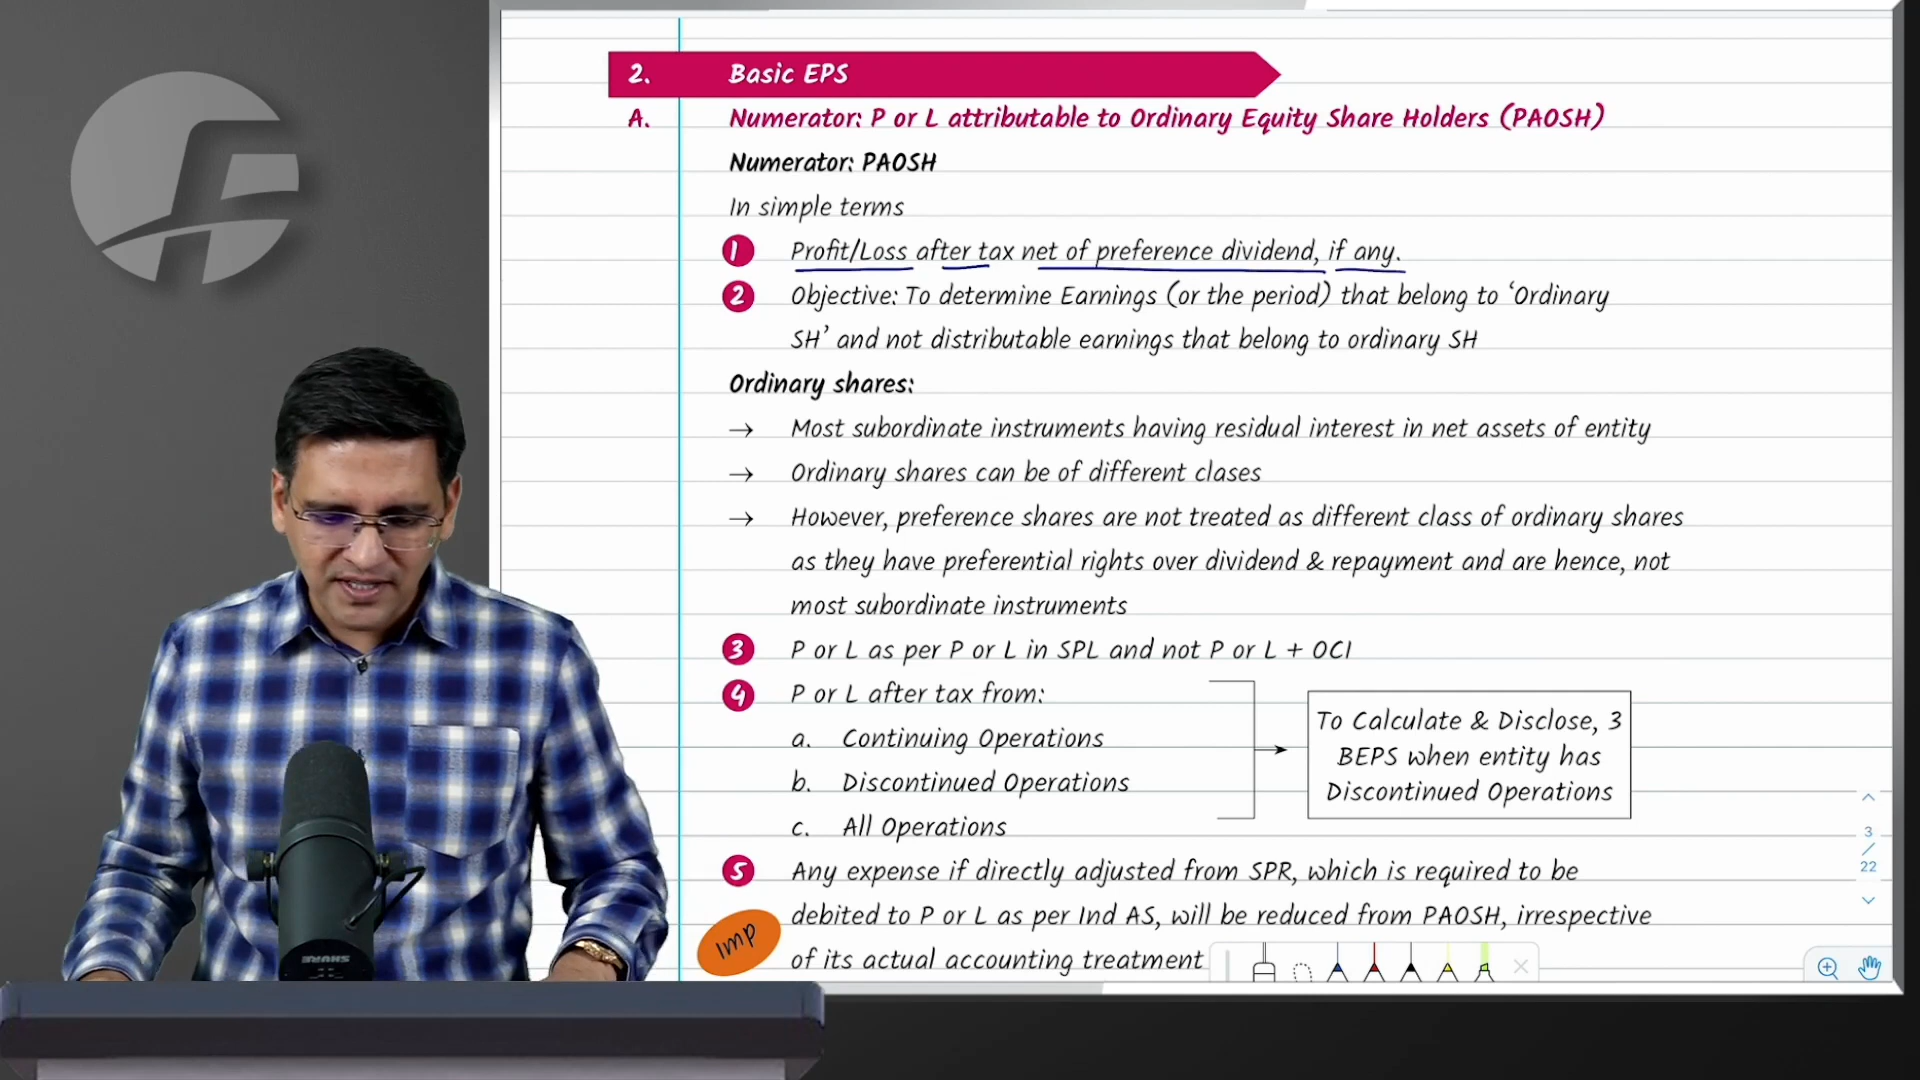 2. Basic EPS
A. Numerator: P or L attributable to Ordinary Equity Share Holders (PAOSH)
Numerator: PAOSH
In simple terms
1 Profit/Loss after tax net of preference dividend, if any.
2 Objective: To determine Earnings (or the period) that belong to ‘Ordinary
SH’ and not distributable earnings that belong to ordinary SH
Ordinary shares:
→ Most subordinate instruments having residual interest in net assets of entity
→ Ordinary shares can be of different clases
→ However, preference shares are not treated as different class of ordinary shares
as they have preferential rights over dividend & repayment and are hence, not
most subordinate instruments
3 P or L as per P or L in SPL and not P or L + OCI
4 P or L after tax from:
a. Continuing Operations
b. Discontinued Operations
c. All Operations
To Calculate & Disclose, 3
BEPS when entity has
Discontinued Operations
5 Any expense if directly adjusted from SPR, which is required to be
debited to P or L as per Ind AS, will be reduced from PAOSH, irrespective
of its actual accounting treatment
Imp
3
/
22